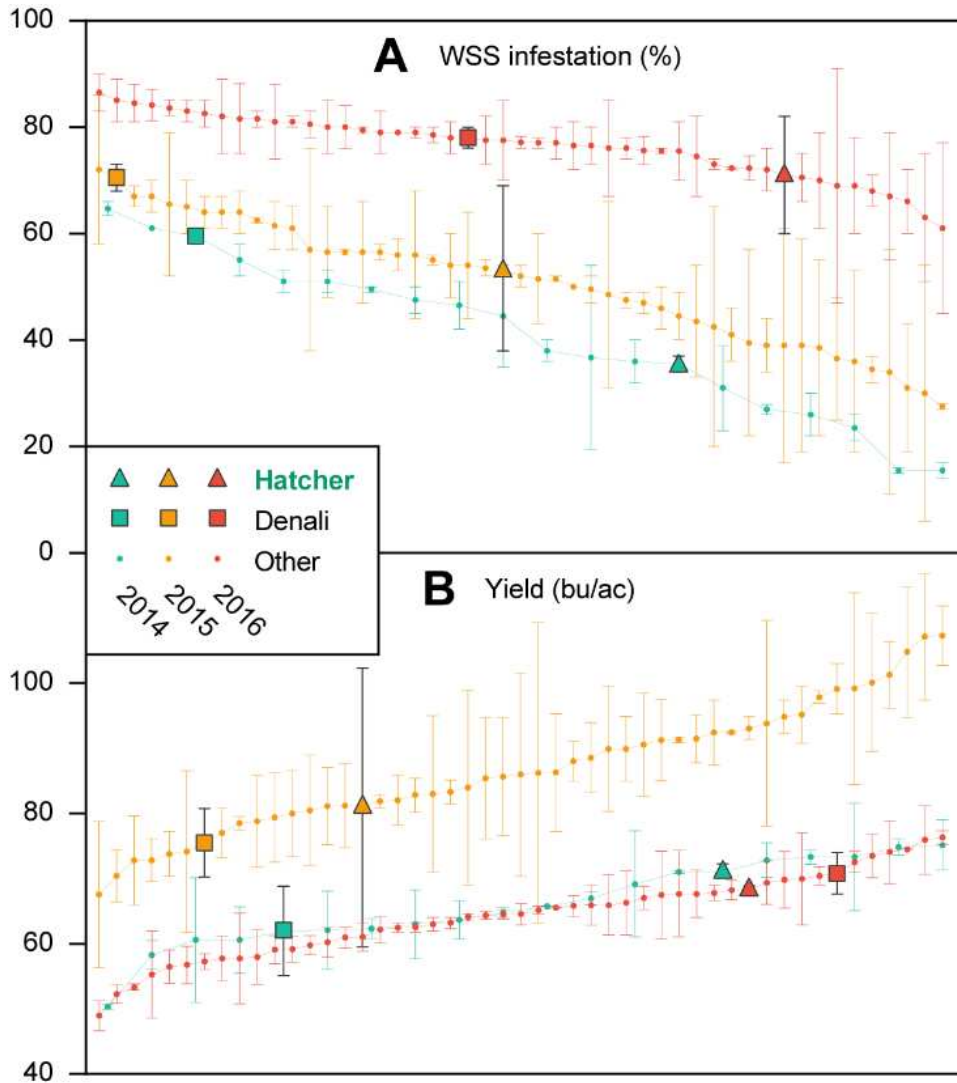 100
A WSS infestation (%)
80
60
40
20
Hatcher
Denali
0
Other
2014 2015 2016
B Yield (bu/ac)
100
80
60
40